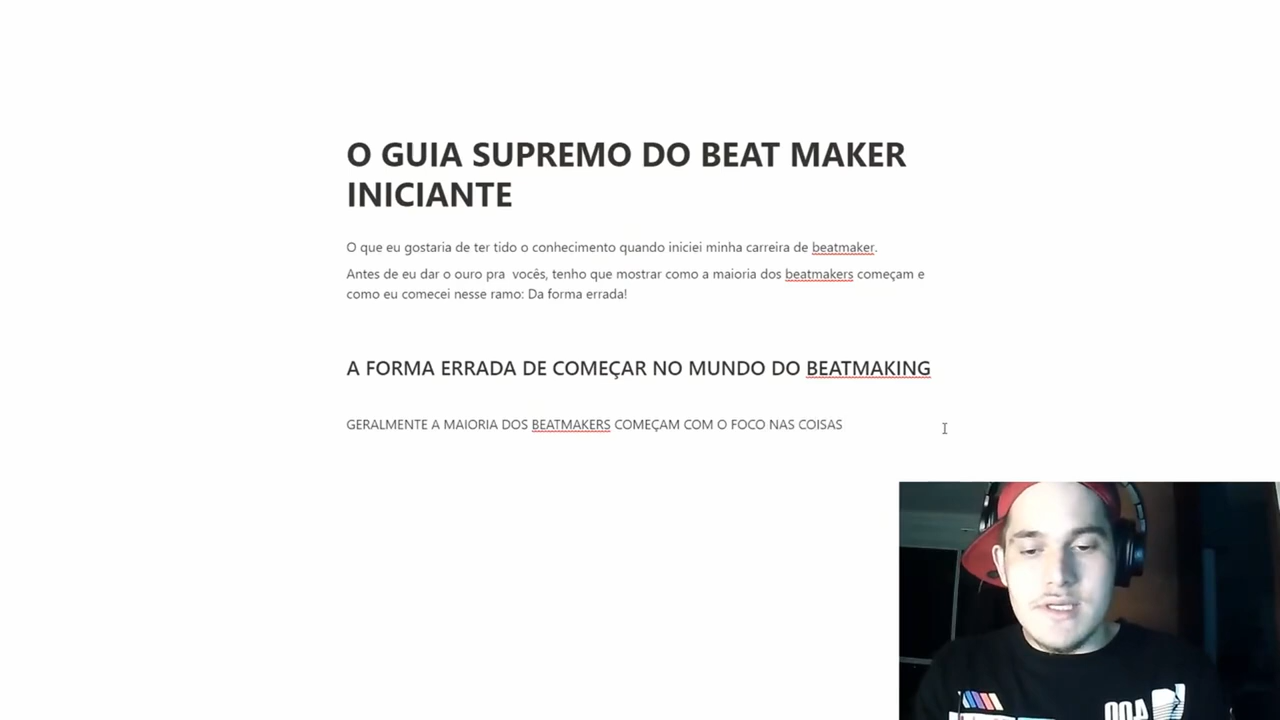 O GUIA SUPREMO DO BEAT MAKER
INICIANTE
O que eu gostaria de ter tido o conhecimento quando iniciei minha carreira de beatmaker.
Antes de eu dar o ouro pra  vocês, tenho que mostrar como a maioria dos beatmakers começam e
como eu comecei nesse ramo: Da forma errada!
A FORMA ERRADA DE COMEÇAR NO MUNDO DO BEATMAKING
GERALMENTE A MAIORIA DOS BEATMAKERS COMEÇAM COM O FOCO NAS COISAS